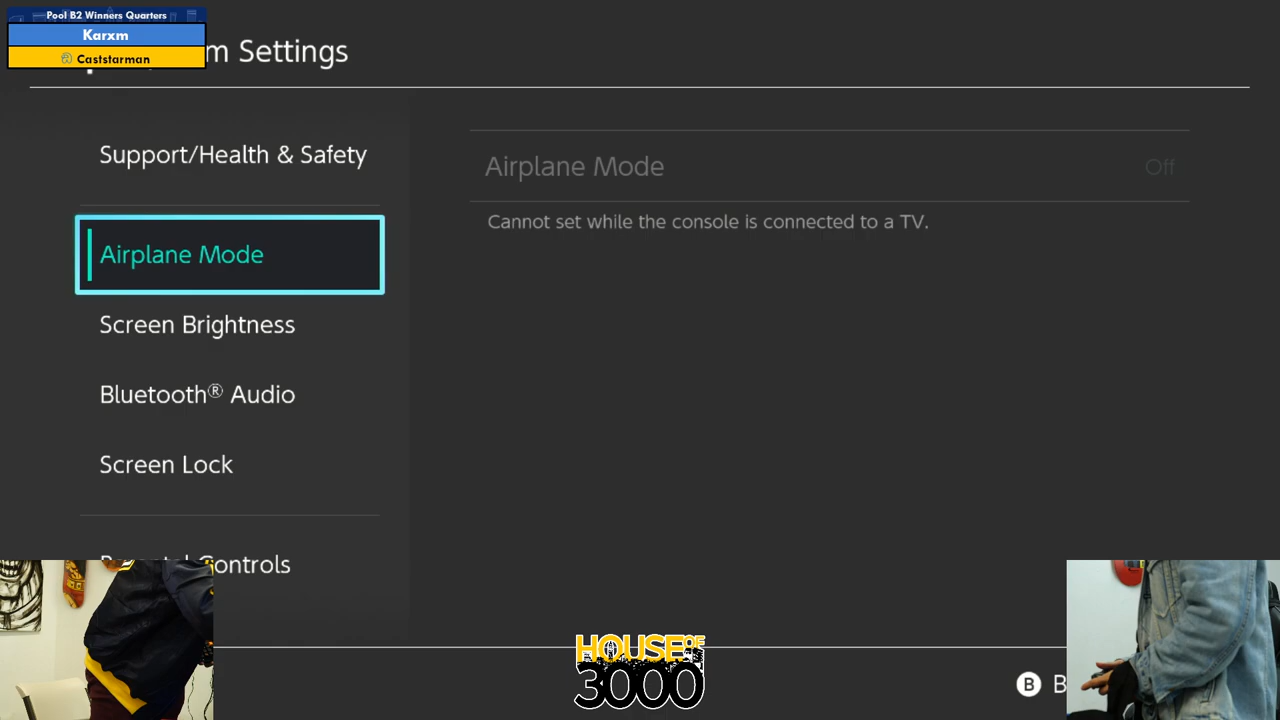 Pool B2 Winners Quarters
Karxm
Caststarman
m Settings
Support/Health & Safety
Airplane Mode
Screen Brightness
Bluetooth® Audio
Screen Lock
Controls
Airplane Mode Off
Cannot set while the console is connected to a TV.
HOUSE OF
3000
B B